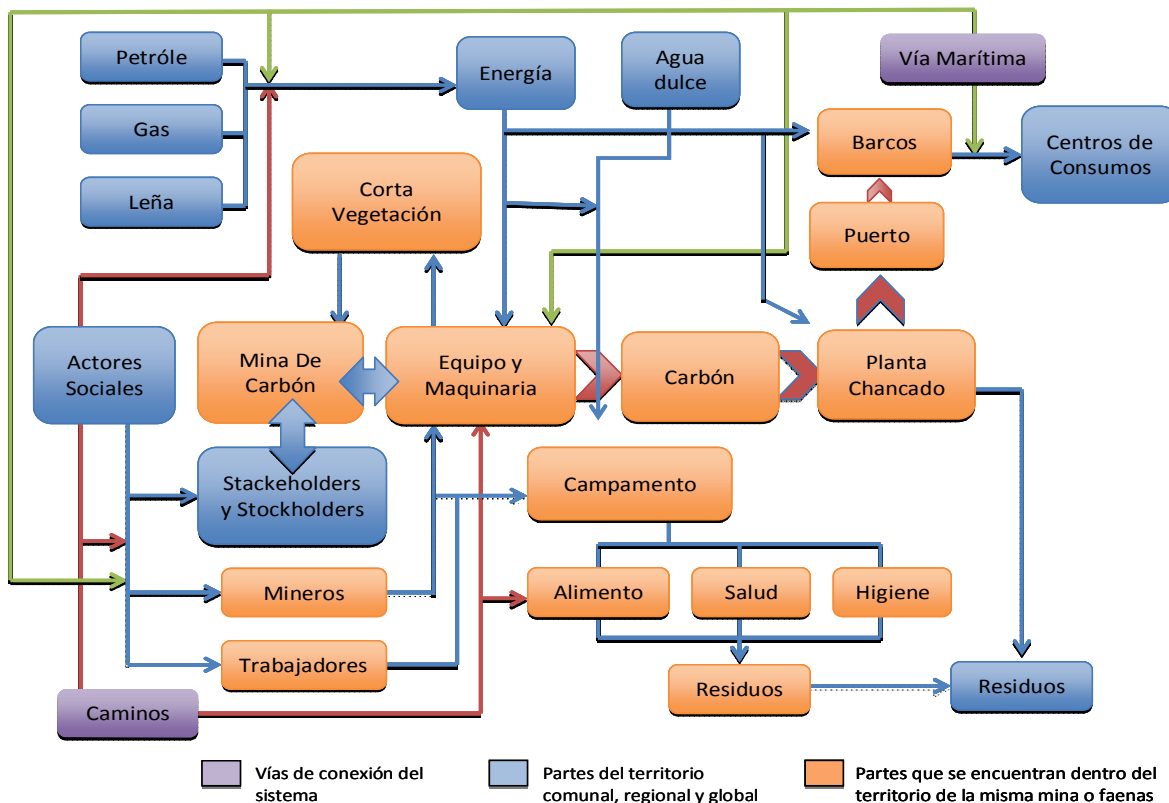 Petróle
Gas
Leña
Energía
Agua
dulce
Vía Marítima
Barcos
Centros de
Consumos
Corta
Vegetación
Puerto
Actores
Sociales
Mina De
Carbón
Equipo y
Maquinaria
Carbón
Planta
Chancado
Stackeholders
y Stockholders
Campamento
Mineros
Alimento
Salud
Higiene
Trabajadores
Residuos
Residuos
Caminos
Vías de conexión del
sistema
Partes del territorio
comunal, regional y global
Partes que se encuentran dentro del
territorio de la misma mina o faenas